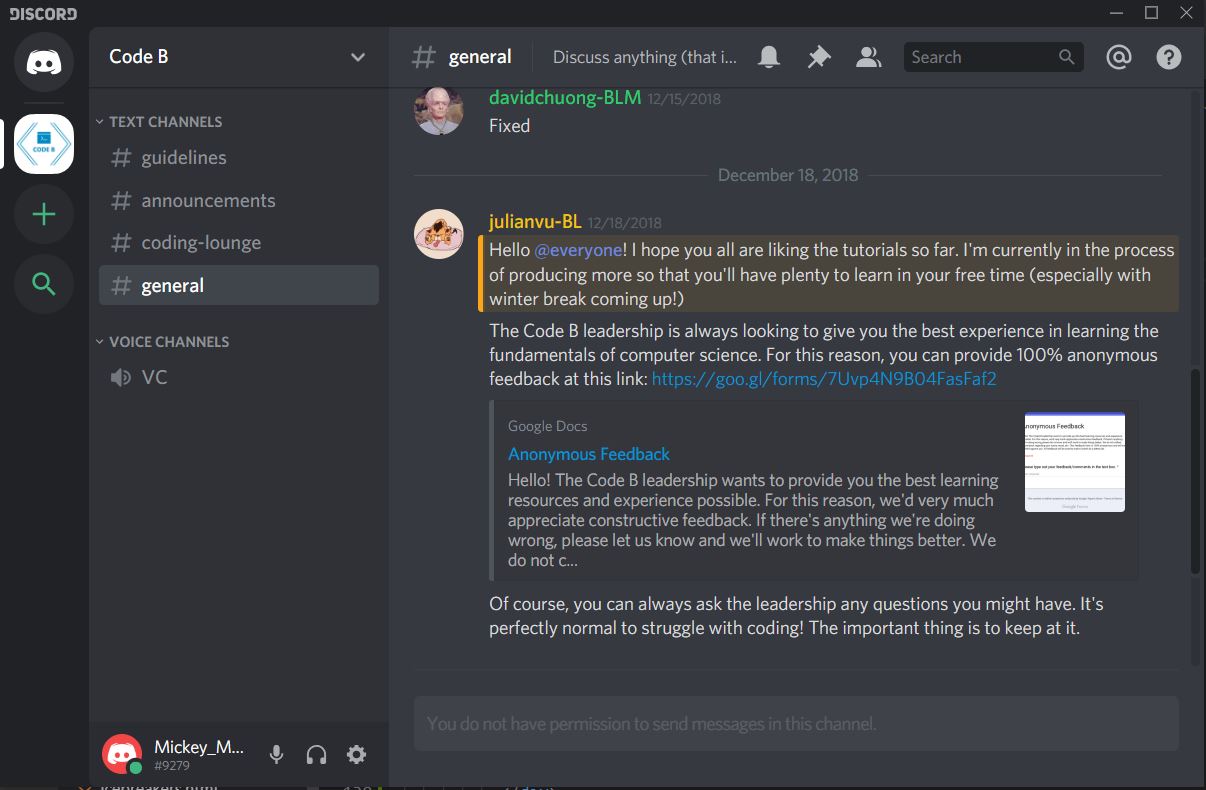 DISCORD
Code B
general
Discuss anything (that i...
Search
TEXT CHANNELS
guidelines
announcements
coding-lounge
general
VOICE CHANNELS
VC
CODE B
davidchuong-BLM 12/15/2018
Fixed
December 18, 2018
julianvu-BL 12/18/2018
Hello @everyone! I hope you all are liking the tutorials so far. I'm currently in the process
of producing more so that you'll have plenty to learn in your free time (especially with
winter break coming up!)
The Code B leadership is always looking to give you the best experience in learning the
fundamentals of computer science. For this reason, you can provide 100% anonymous
feedback at this link: https://goo.gl/forms/7Uvp4N9B04FasFaf2
Google Docs
Anonymous Feedback
Hello! The Code B leadership wants to provide you the best learning
resources and experience possible. For this reason, we'd very much
appreciate constructive feedback. If there's anything we're doing
wrong, please let us know and we'll work to make things better. We
do not c...
Anonymous Feedback
Google Forms
Of course, you can always ask the leadership any questions you might have. It's
perfectly normal to struggle with coding! The important thing is to keep at it.
You do not have permission to send messages in this channel.
Mickey_M...
#9279